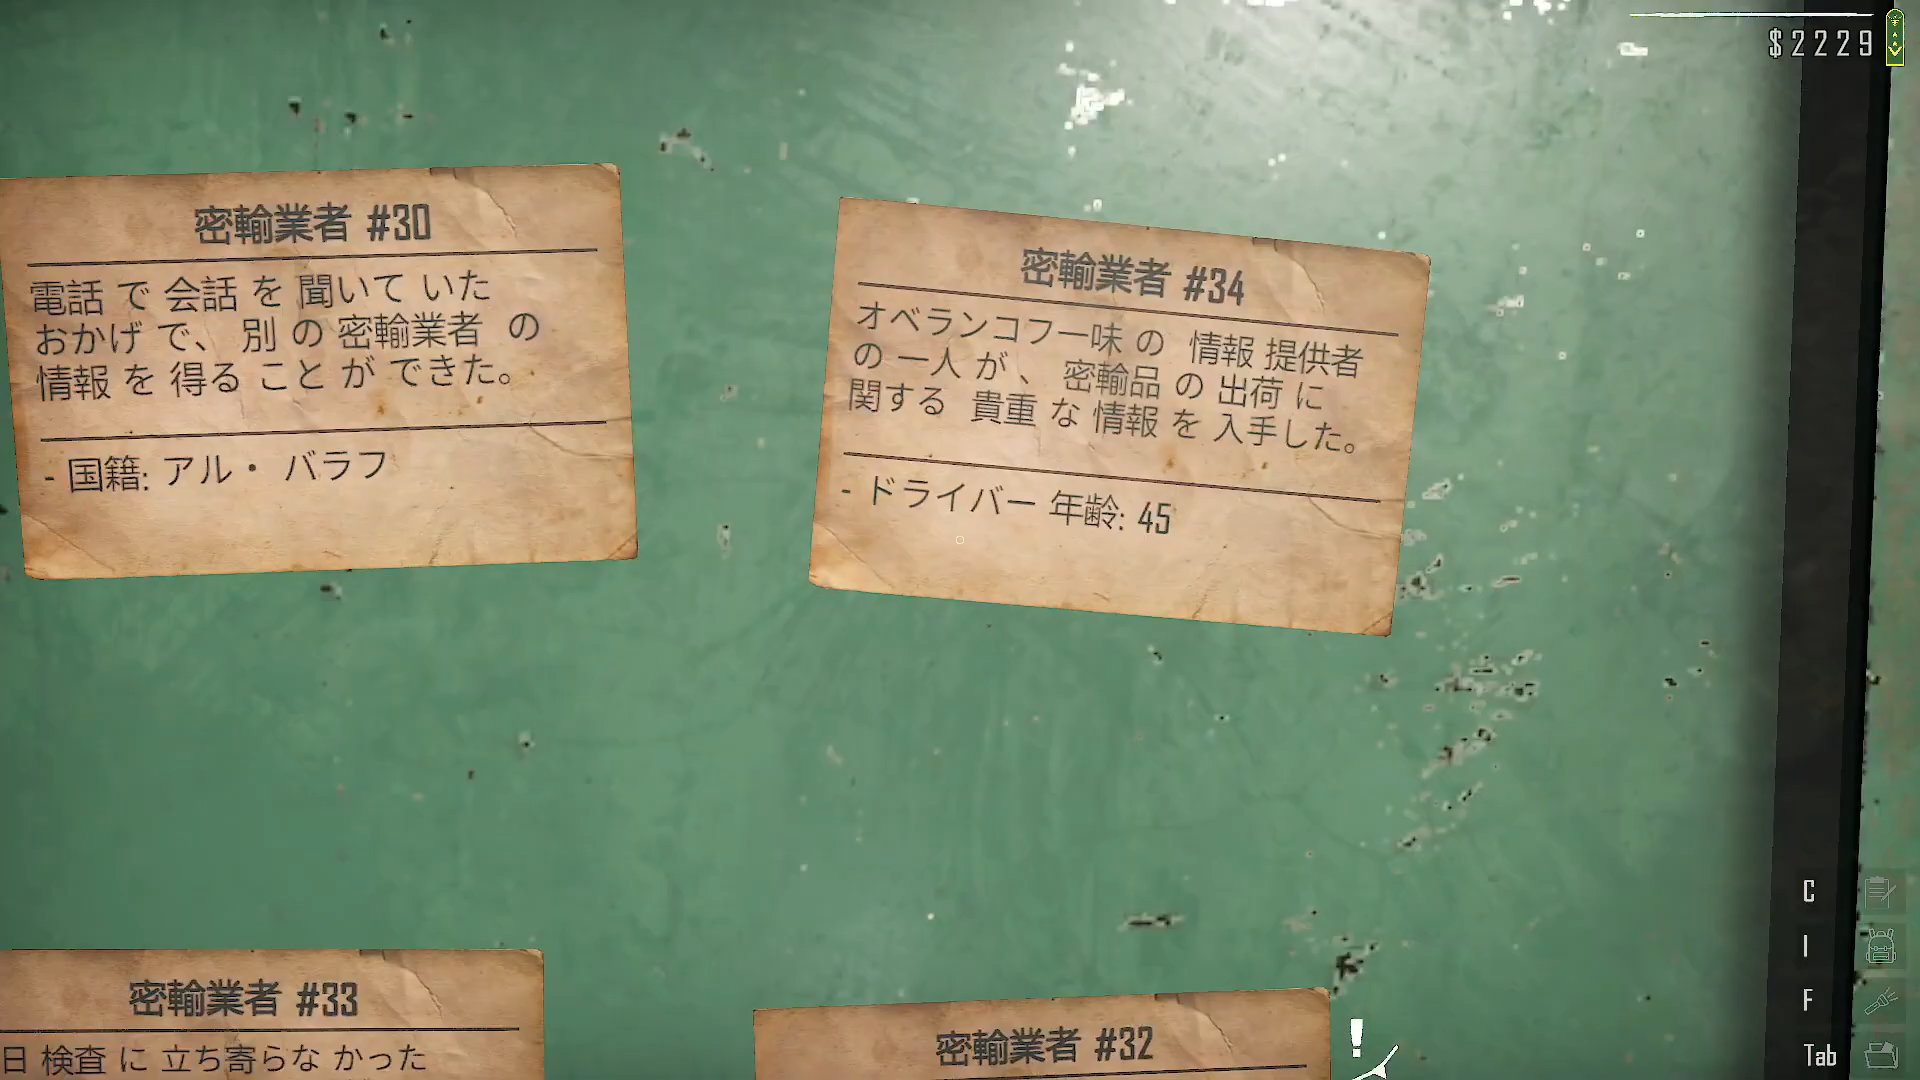 $2229
密輸業者 #30
電話 で 会話 を 聞いて いた
おかげ で、 別 の 密輸業者 の
情報 を 得る こと が できた。
- 国籍: アル・ バラフ
密輸業者 #34
オベランコフ一味 の 情報 提供者
の 一人 が 、 密輸品 の 出荷 に
関する 貴重 な 情報 を 入手した。
- ドライバー 年齢: 45
密輸業者 #33
日 検査 に 立ち寄らな かった
密輸業者 #32
C
I
F
Tab